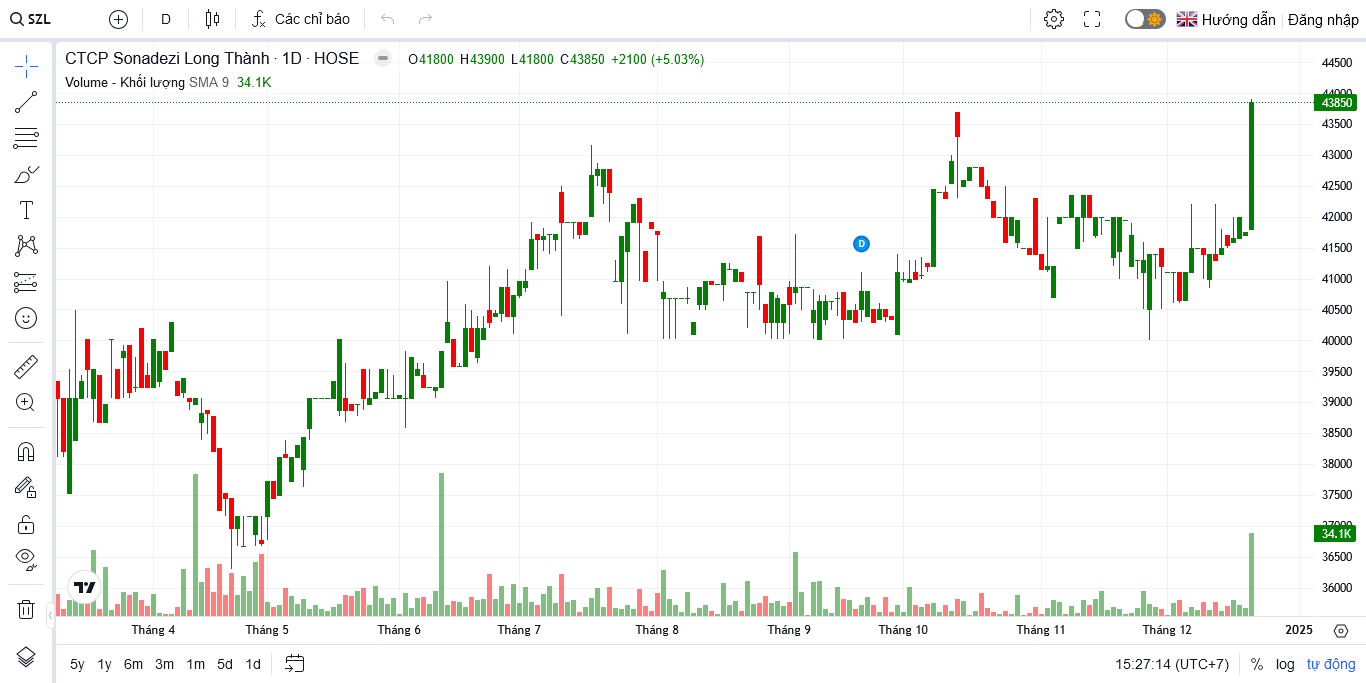 SZL D Các chỉ báo Hướng dẫn Đăng nhập
CTCP Sonadezi Long Thành · 1D · HOSE O41800 H43900 L41800 C43850 +2100 (+5.03%)
Volume - Khối lượng SMA 9 34.1K
44500
44000
43850
43500
43000
42500
42000
41500
41000
40500
40000
39500
39000
38500
38000
37500
37000
34.1K
36500
36000
D
Tháng 4 Tháng 5 Tháng 6 Tháng 7 Tháng 8 Tháng 9 Tháng 10 Tháng 11 Tháng 12 2025
5y 1y 6m 3m 1m 5d 1d 15:27:14 (UTC+7) % log tự động